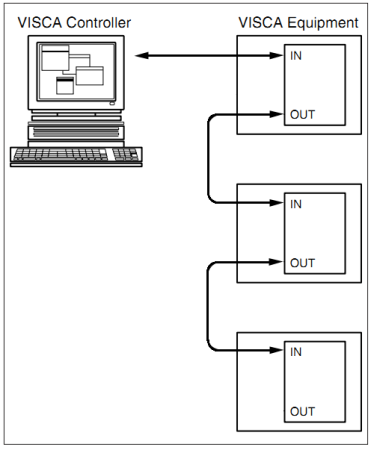 VISCA Controller
VISCA Equipment
IN
OUT
IN
OUT
IN
OUT